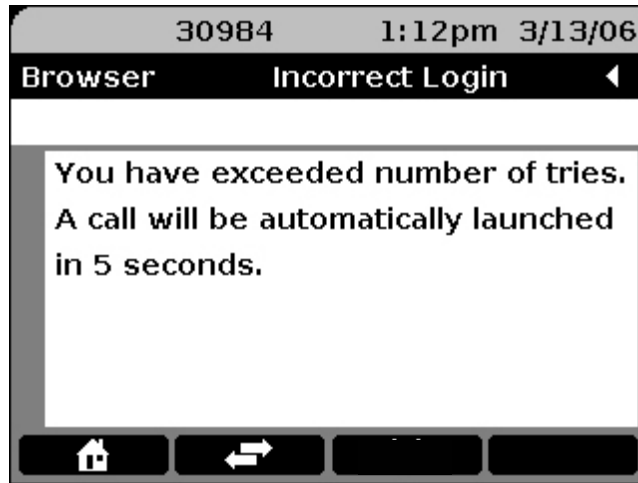 30984 1:12pm 3/13/06
Browser Incorrect Login
You have exceeded number of tries.
A call will be automatically launched
in 5 seconds.